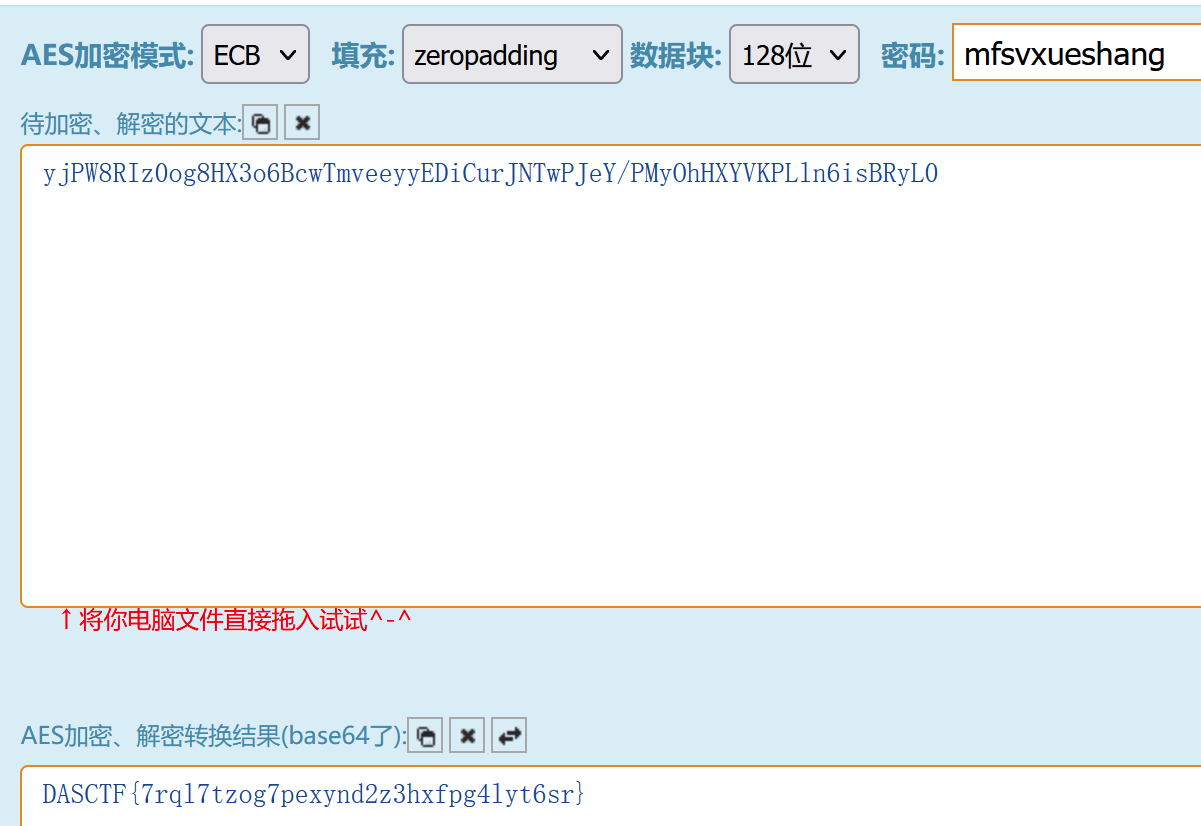 AES加密模式: ECB 填充: zeropadding 数据块: 128位 密码: mfsvxueshang
待加密、解密的文本:
yjPW8RIz0og8HX3o6BcwTmveeyyEDiCurJNTwPJeY/PMyOhHXYVKPLln6isBRyL0
↑将你电脑文件直接拖入试试^-^
AES加密、解密转换结果(base64了):
DASCTF{7rql7tzog7pexynd2z3hxfpg4lyt6sr}